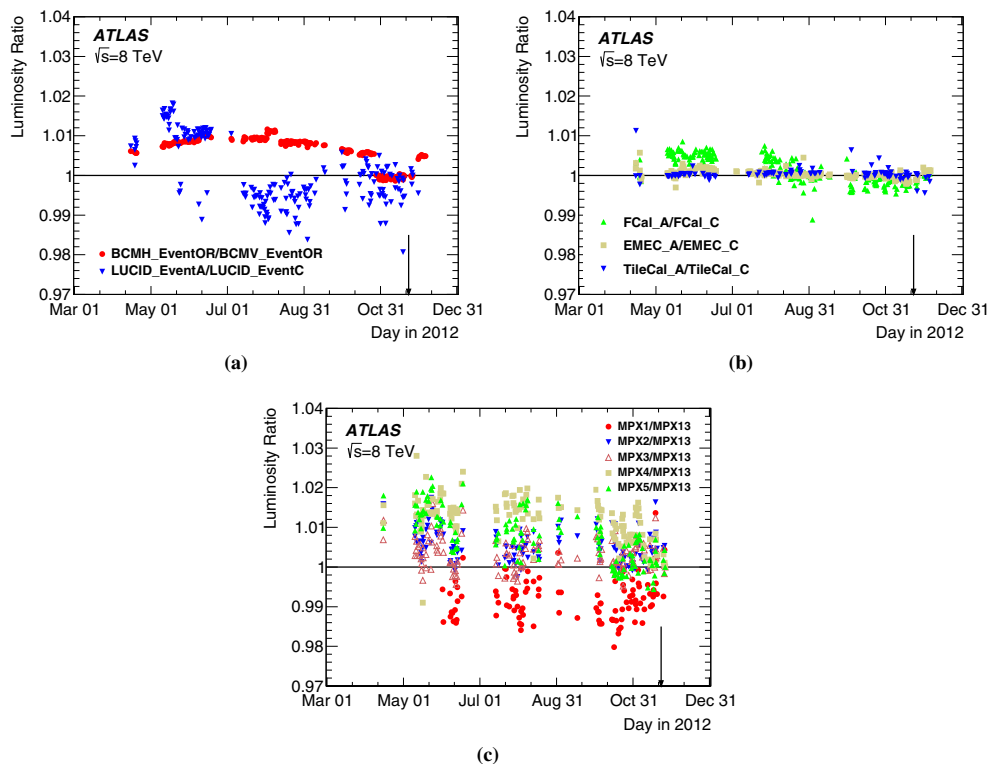 Luminosity Ratio
1.04
1.03
1.02
1.01
1
0.99
0.98
0.97
ATLAS
√s=8 TeV
BCMH_EventOR/BCMV_EventOR
LUCID_EventA/LUCID_EventC
Mar 01 May 01 Jul 01 Aug 31 Oct 31 Dec 31
Day in 2012
(a)
Luminosity Ratio
1.04
1.03
1.02
1.01
1
0.99
0.98
0.97
ATLAS
√s=8 TeV
FCal_A/FCal_C
EMEC_A/EMEC_C
TileCal_A/TileCal_C
Mar 01 May 01 Jul 01 Aug 31 Oct 31 Dec 31
Day in 2012
(b)
Luminosity Ratio
1.04
1.03
1.02
1.01
1
0.99
0.98
0.97
ATLAS
√s=8 TeV
MPX1/MPX13
MPX2/MPX13
MPX3/MPX13
MPX4/MPX13
MPX5/MPX13
Mar 01 May 01 Jul 01 Aug 31 Oct 31 Dec 31
Day in 2012
(c)